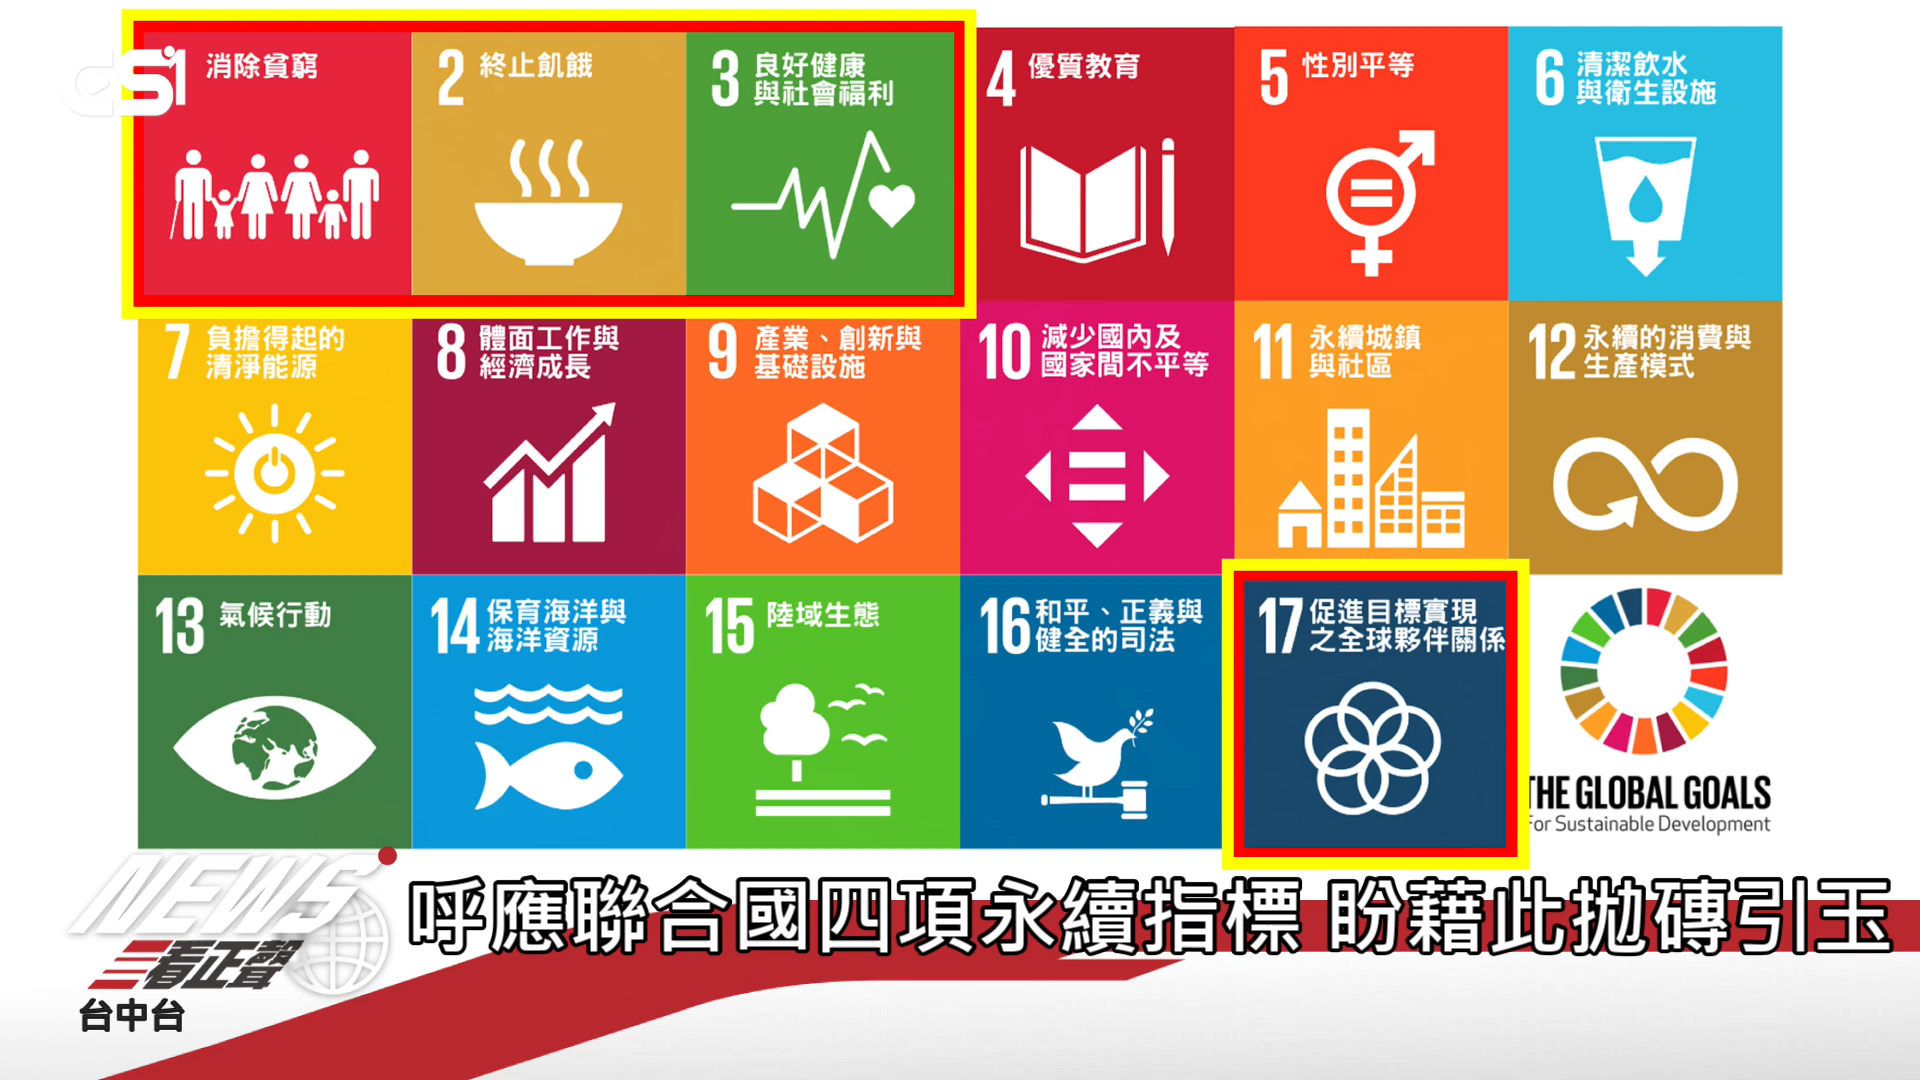 CSi
1 消除貧窮
2 終止飢餓
3 良好健康
與社會福利
4 優質教育
5 性別平等
6 清潔飲水
與衛生設施
7 負擔得起的
清淨能源
8 體面工作與
經濟成長
9 產業、創新與
基礎設施
10 減少國內及
國家間不平等
11 永續城鎮
與社區
12 永續的消費與
生產模式
13 氣候行動
14 保育海洋與
海洋資源
15 陸域生態
16 和平、正義與
健全的司法
17 促進目標實現
之全球夥伴關係
THE GLOBAL GOALS
For Sustainable Development
NEWS
三看正聲
台中台
呼應聯合國四項永續指標 盼藉此拋磚引玉